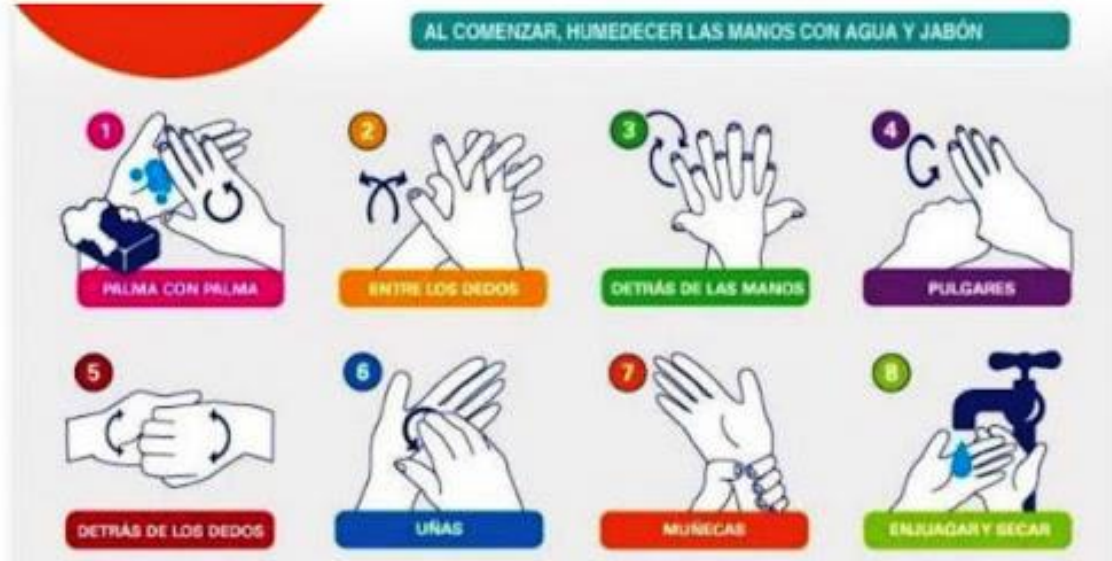 AL COMENZAR, HUMEDECER LAS MANOS CON AGUA Y JABÓN
1
PALMA CON PALMA
2
ENTRE LOS DEDOS
3
DETRÁS DE LAS MANOS
4
PULGARES
5
DETRÁS DE LOS DEDOS
6
UÑAS
7
MUÑECAS
8
ENJUAGAR Y SECAR